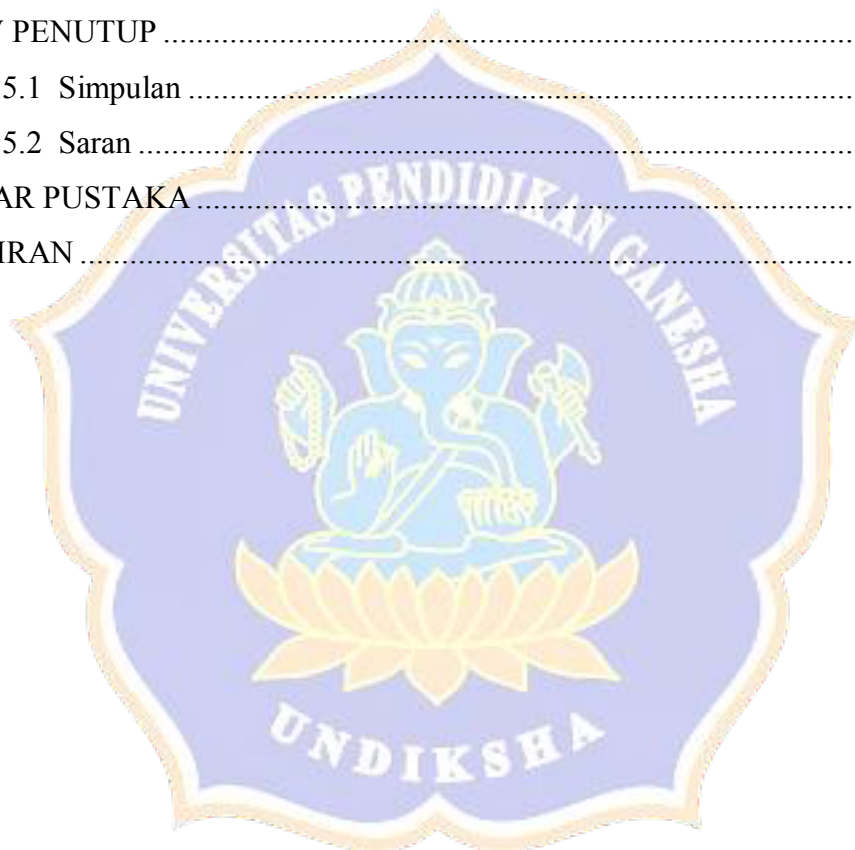 PENUTUP ....................................................................................
5.1 Simpulan ....................................................................................
5.2 Saran ....................................................................................
AR PUSTAKA ....................................................................................
IRAN ....................................................................................
UNIVERSITAS PENDIDIKAN GANESHA
UNDIKSHA